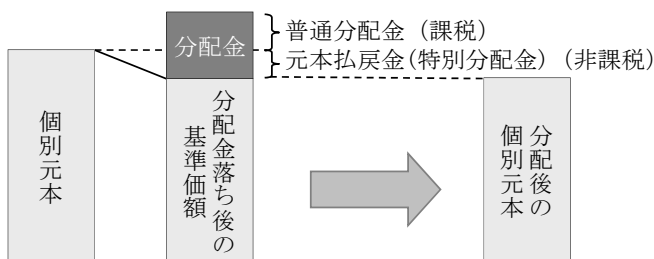 普通分配金（課税）
分配金
元本払戻金(特別分配金)（非課税）
個別元本
分配金落ち後の
基準価額
分配後の
個別元本